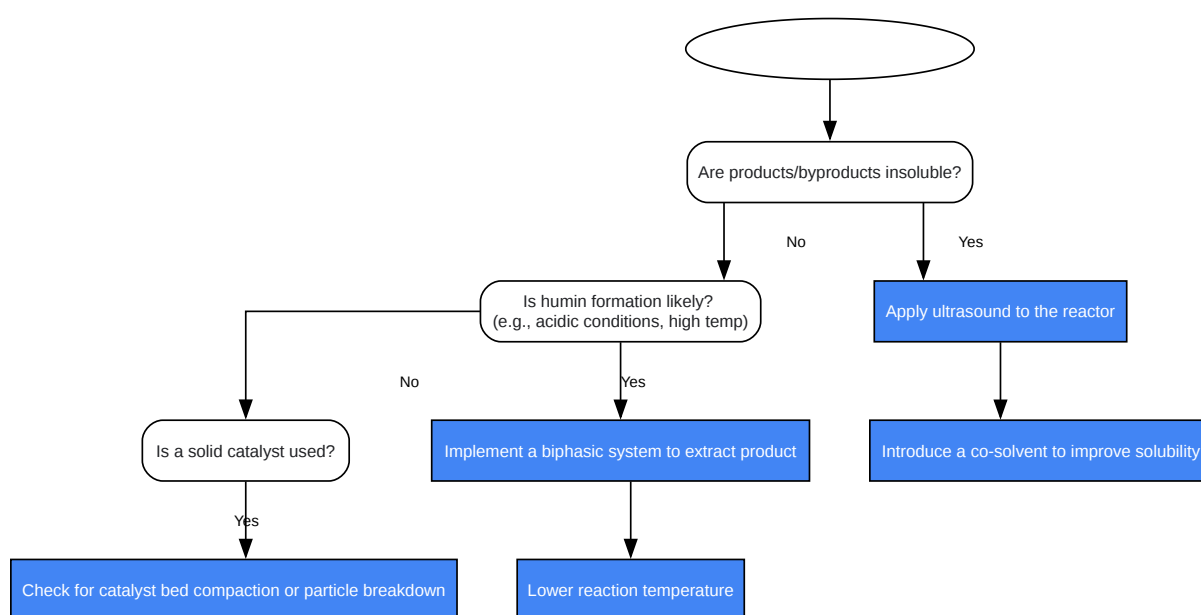 Are products/byproducts insoluble?
No
Yes
Is humin formation likely?
(e.g., acidic conditions, high temp)
Apply ultrasound to the reactor
No
Yes
Is a solid catalyst used?
Implement a biphasic system to extract product
Introduce a co-solvent to improve solubility
Yes
Check for catalyst bed compaction or particle breakdown
Lower reaction temperature